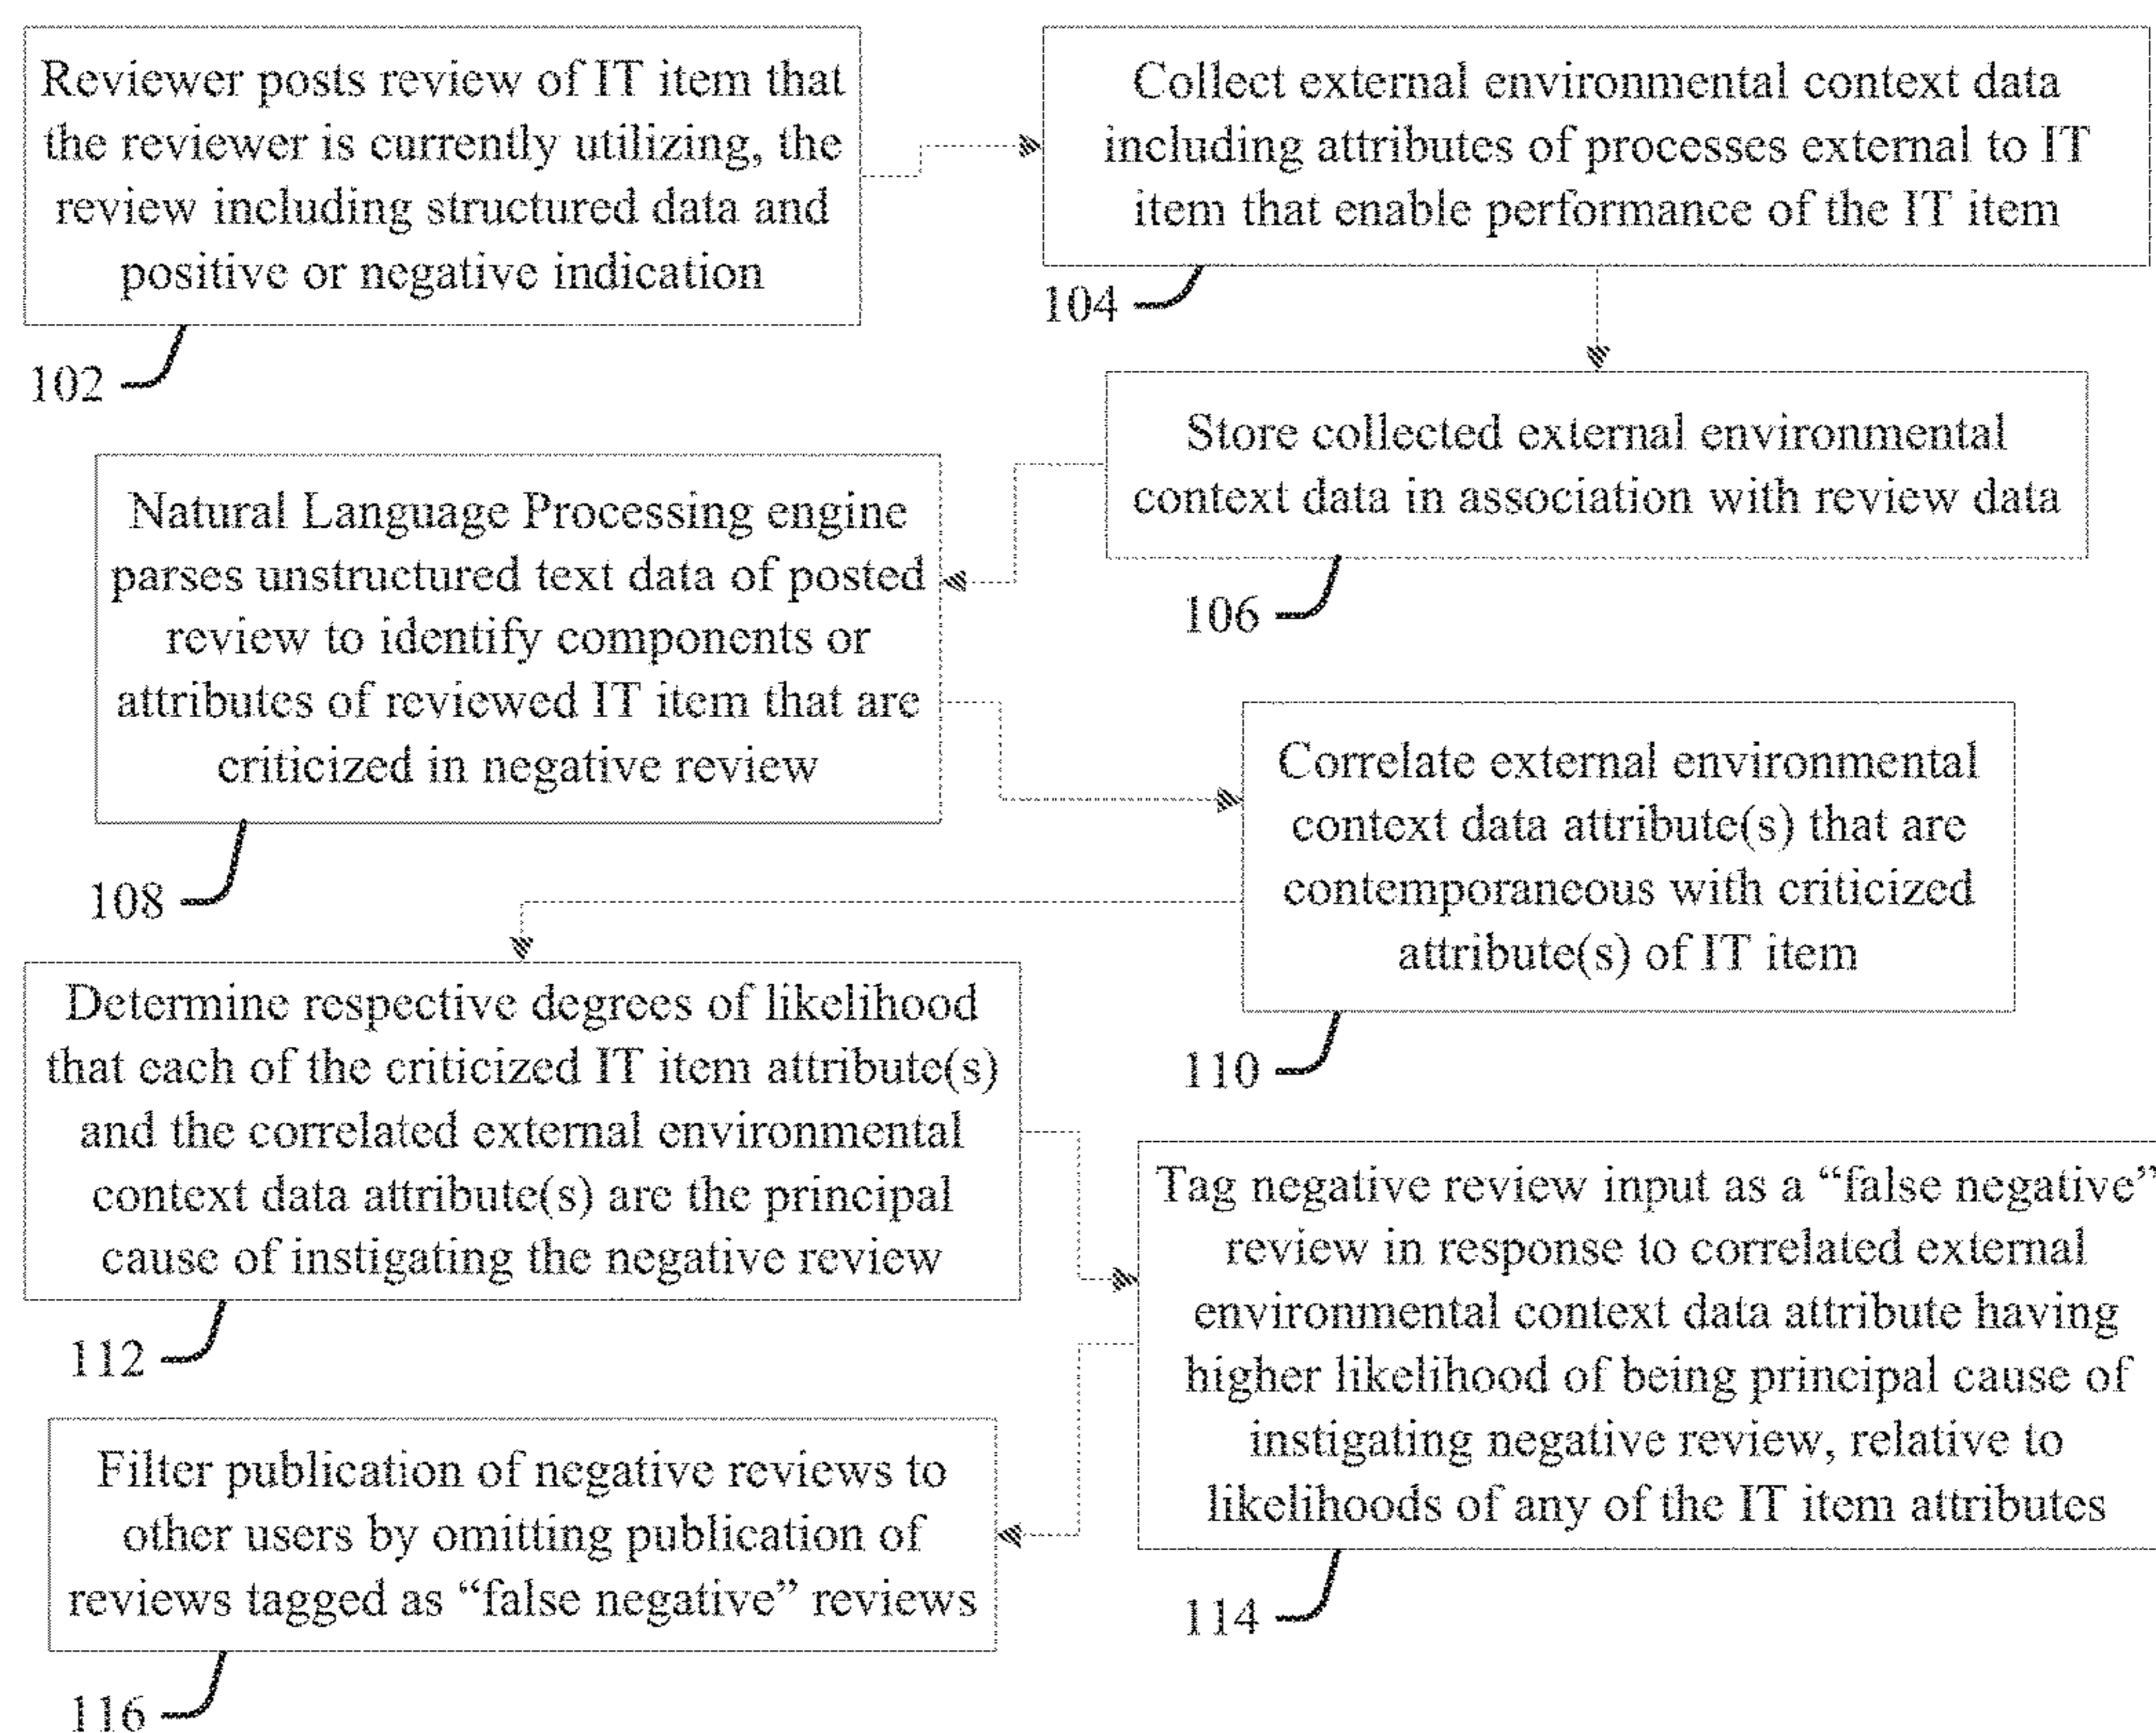 Reviewer posts review of IT item that
the reviewer is currently utilizing, the
review including structured data and
positive or negative indication
102
Collect external environmental context data
including attributes of processes external to IT
item that enable performance of the IT item
104
Store collected external environmental
context data in association with review data
106
Natural Language Processing engine
parses unstructured text data of posted
review to identify components or
attributes of reviewed IT item that are
criticized in negative review
108
Correlate external environmental
context data attribute(s) that are
contemporaneous with criticized
attribute(s) of IT item
110
Determine respective degrees of likelihood
that each of the criticized IT item attribute(s)
and the correlated external environmental
context data attribute(s) are the principal
cause of instigating the negative review
112
Tag negative review input as a “false negative”
review in response to correlated external
environmental context data attribute having
higher likelihood of being principal cause of
instigating negative review, relative to
likelihoods of any of the IT item attributes
114
Filter publication of negative reviews to
other users by omitting publication of
reviews tagged as “false negative” reviews
116